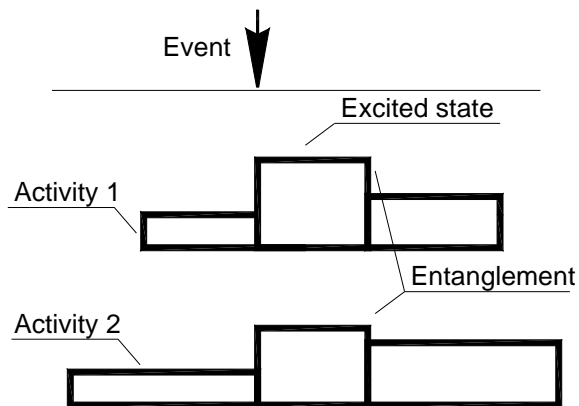 Event
Excited state
Activity 1
Entanglement
Activity 2